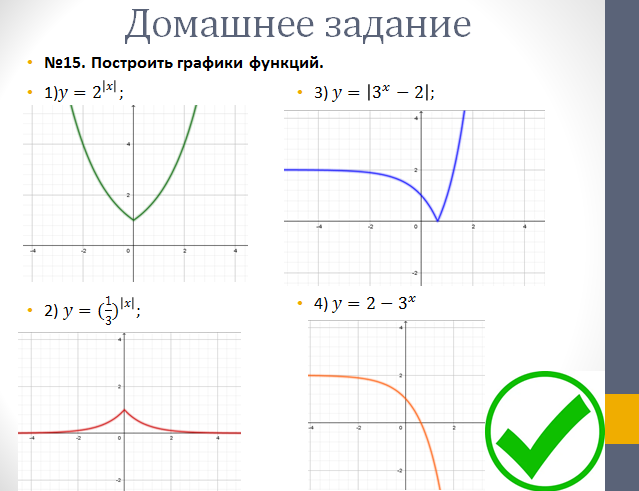 Домашнее задание
• №15. Построить графики функций.
• 1)y = 2^{|x|};
4
2
-4 -2 0 2 4
• 2) y = (\frac{1}{3})^{|x|};
4
2
-4 -2 0 2 4
-2
• 3) y = |3^x − 2|;
4
2
-4 -2 0 2 4
-2
• 4) y = 2 − 3^x
4
2
-4 -2 0 2
-2